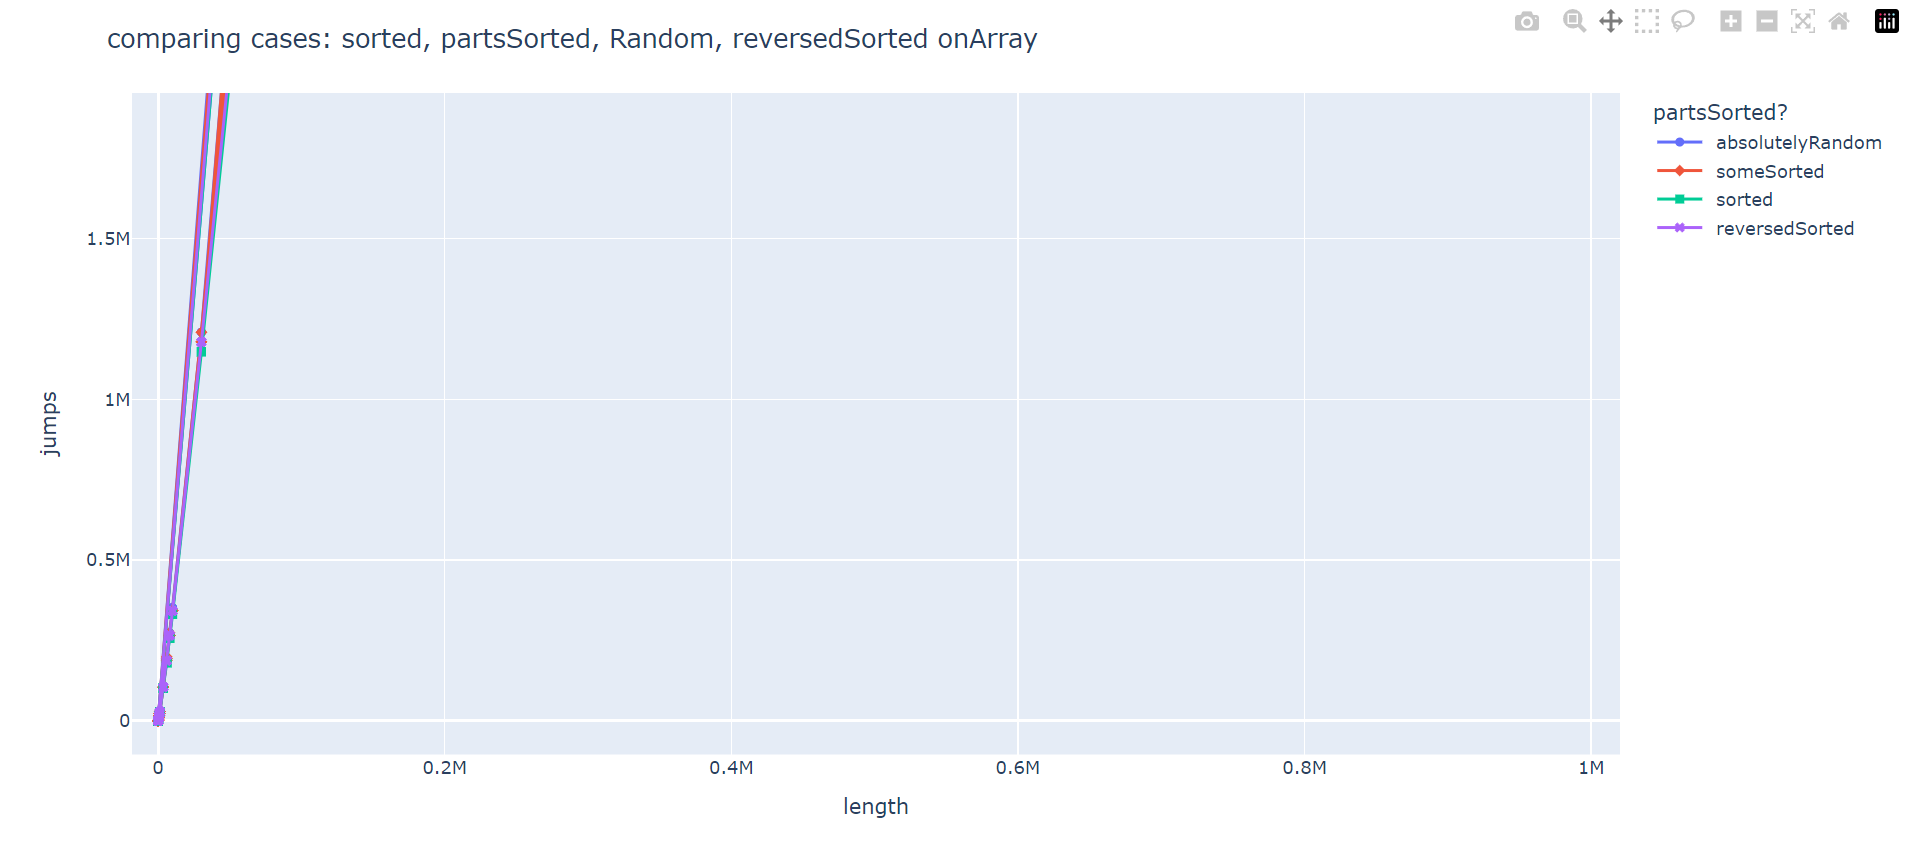 comparing cases: sorted, partsSorted, Random, reversedSorted onArray
partsSorted?
absolutelyRandom
someSorted
sorted
reversedSorted
1.5M
1M
0.5M
0
jumps
0
0.2M
0.4M
0.6M
0.8M
1M
length